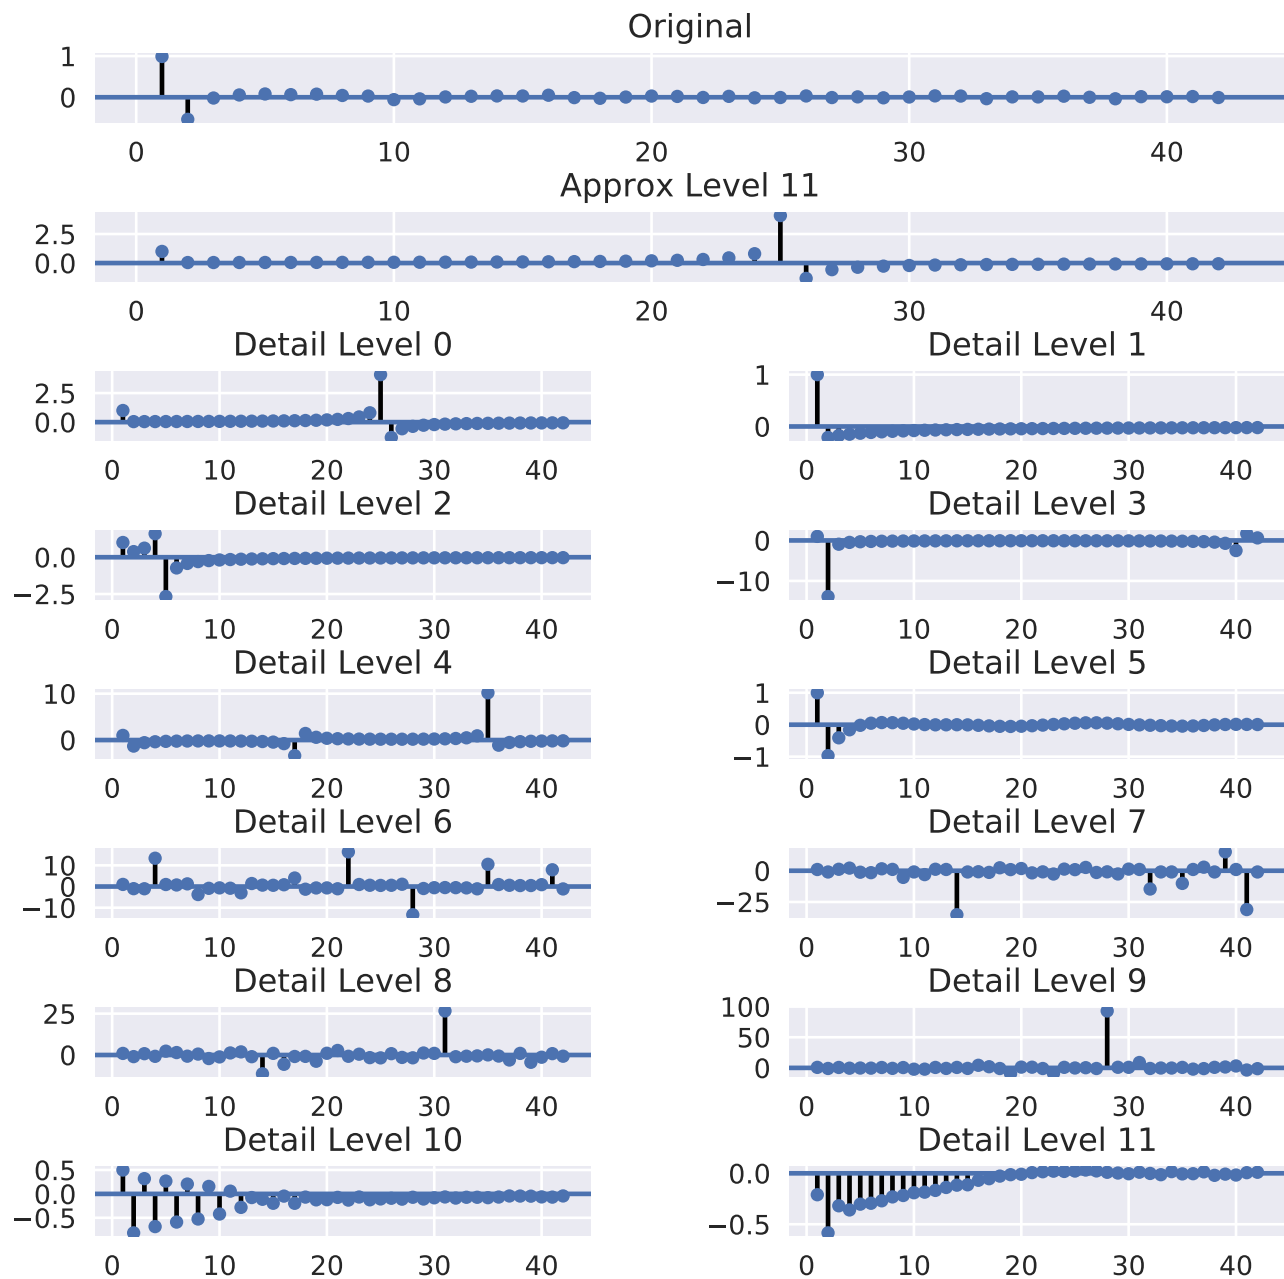 Original
1
0
0 10 20 30 40
Approx Level 11
2.5
0.0
0 10 20 30 40
Detail Level 0 Detail Level 1
2.5 1
0.0 0
0 10 20 30 40 0 10 20 30 40
Detail Level 2 Detail Level 3
0.0 0
−2.5 −10
0 10 20 30 40 0 10 20 30 40
Detail Level 4 Detail Level 5
10 1
0 0
−1
0 10 20 30 40 0 10 20 30 40
Detail Level 6 Detail Level 7
10 0
0 −25
−10
0 10 20 30 40 0 10 20 30 40
Detail Level 8 Detail Level 9
25 100
0 50
0
0 10 20 30 40 0 10 20 30 40
Detail Level 10 Detail Level 11
0.5 0.0
0.0 −0.5
−0.5
0 10 20 30 40 0 10 20 30 40